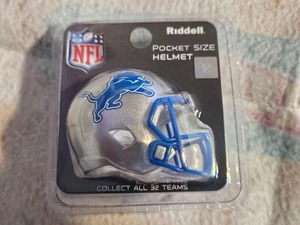 NFL
Riddell
POCKET SIZE
HELMET
COLLECT ALL 32 TEAMS